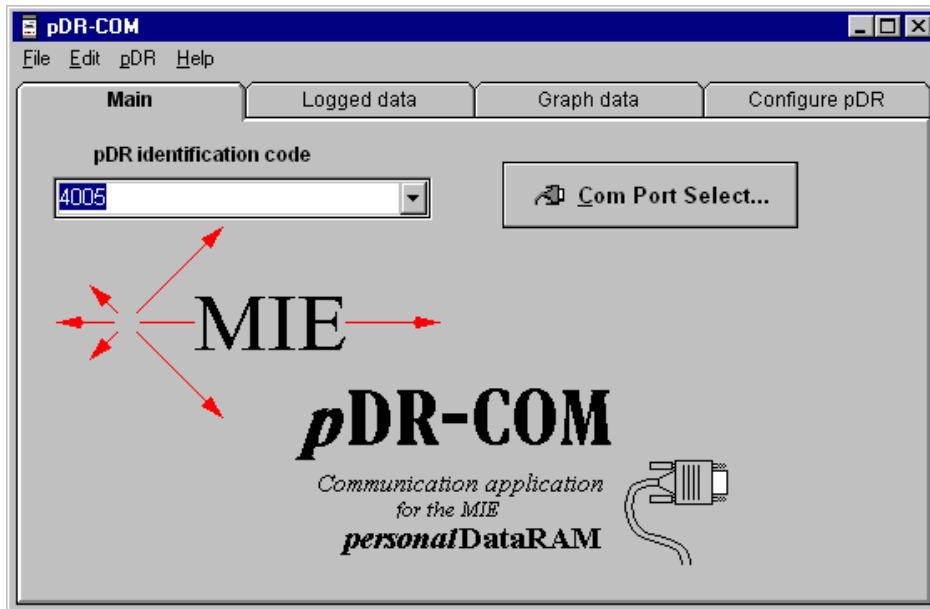 pDR-COM
File Edit pDR Help
Main Logged data Graph data Configure pDR
pDR identification code
4005
Com Port Select...
MIE
pDR-COM
Communication application
for the MIE
personalDataRAM